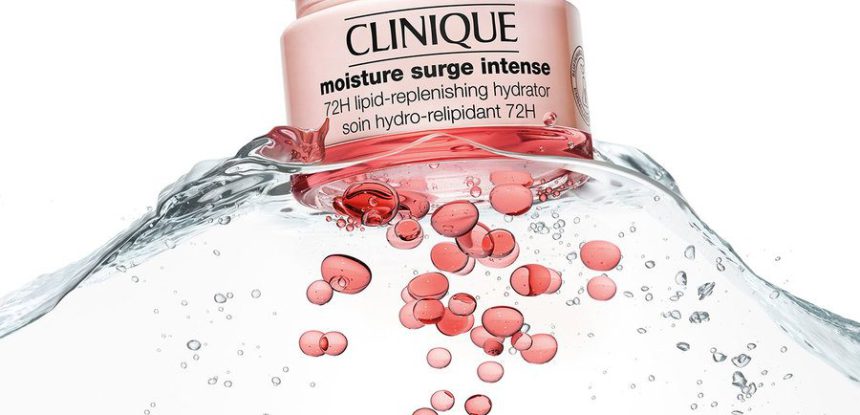 CLINIQUE
moisture surge intense
72H lipid-replenishing hydrator
soin hydro-relipidant 72H